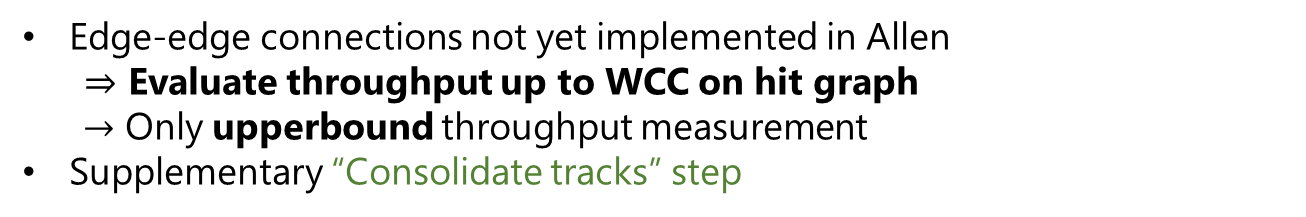 • Edge-edge connections not yet implemented in Allen
⇒ Evaluate throughput up to WCC on hit graph
→ Only upperbound throughput measurement
• Supplementary “Consolidate tracks” step